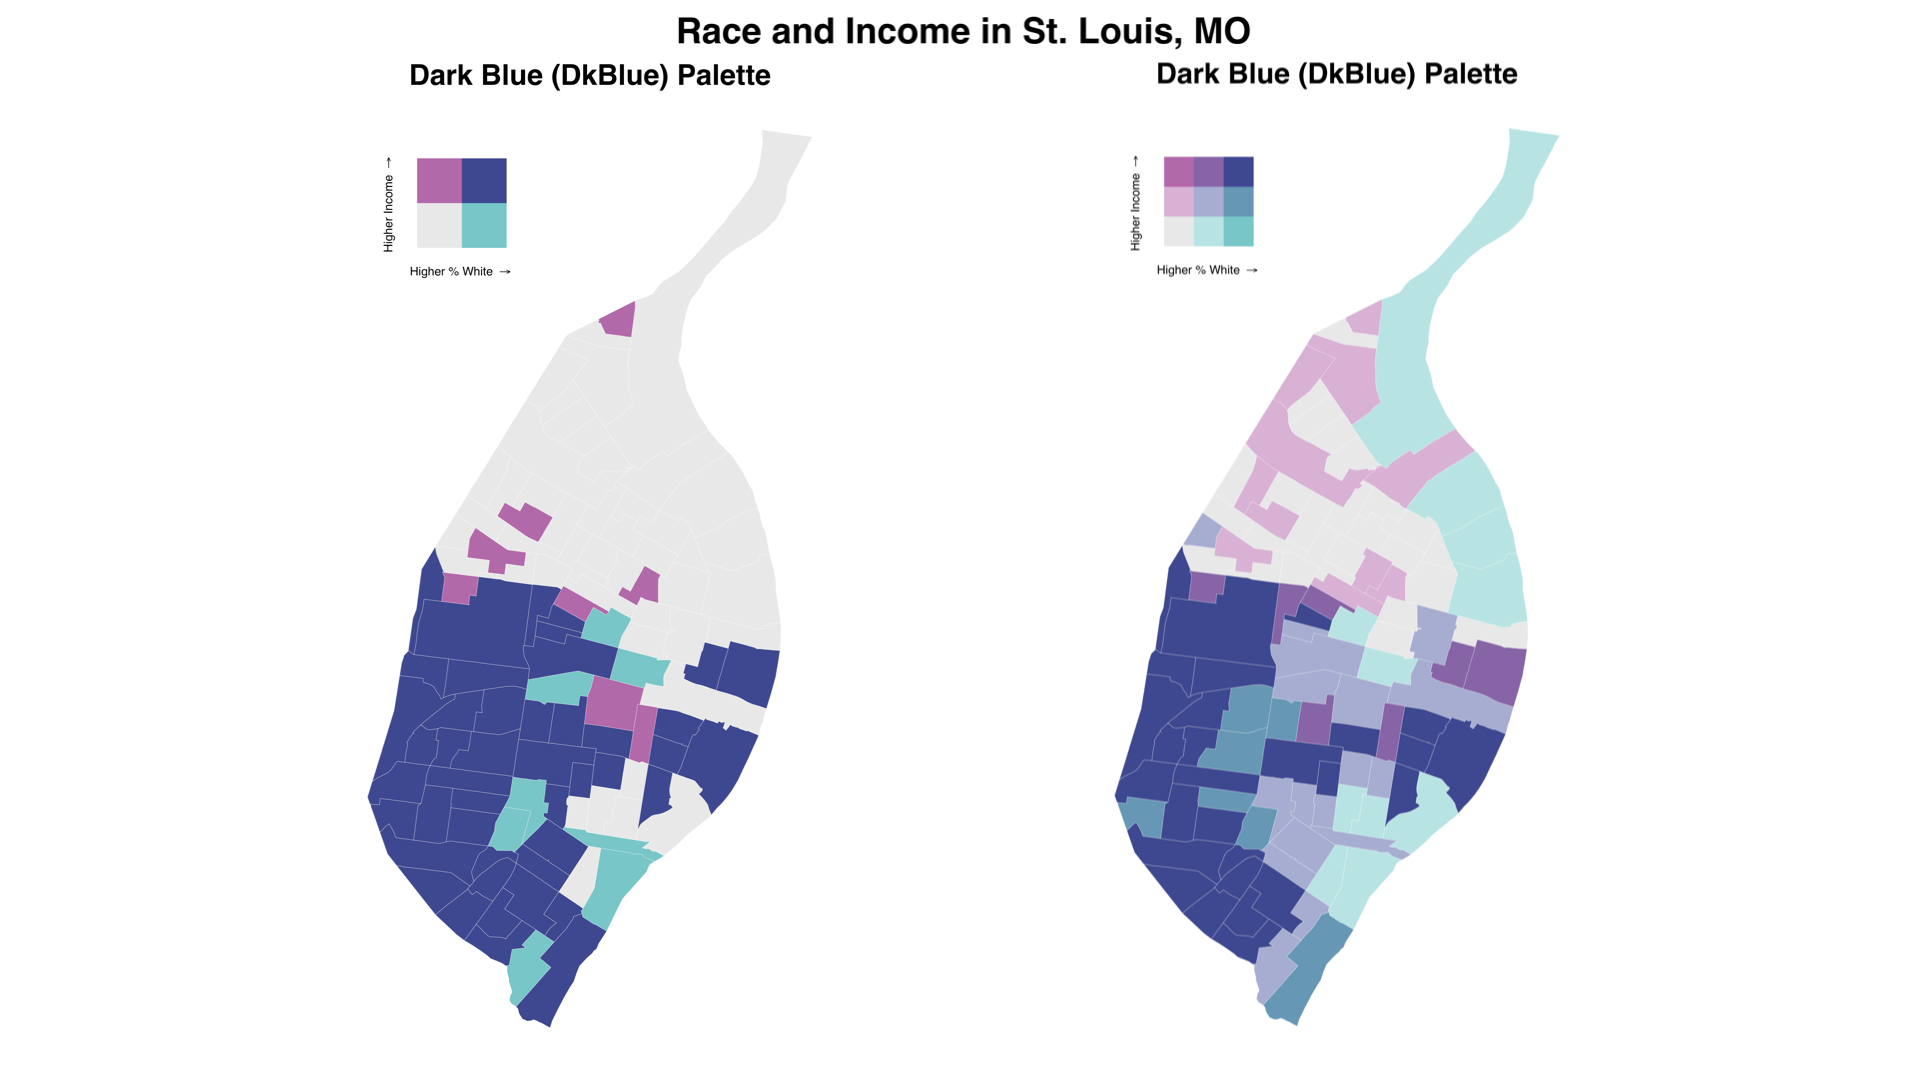 Race and Income in St. Louis, MO
Dark Blue (DkBlue) Palette
Higher Income →
Higher % White →
Dark Blue (DkBlue) Palette
Higher Income →
Higher % White →